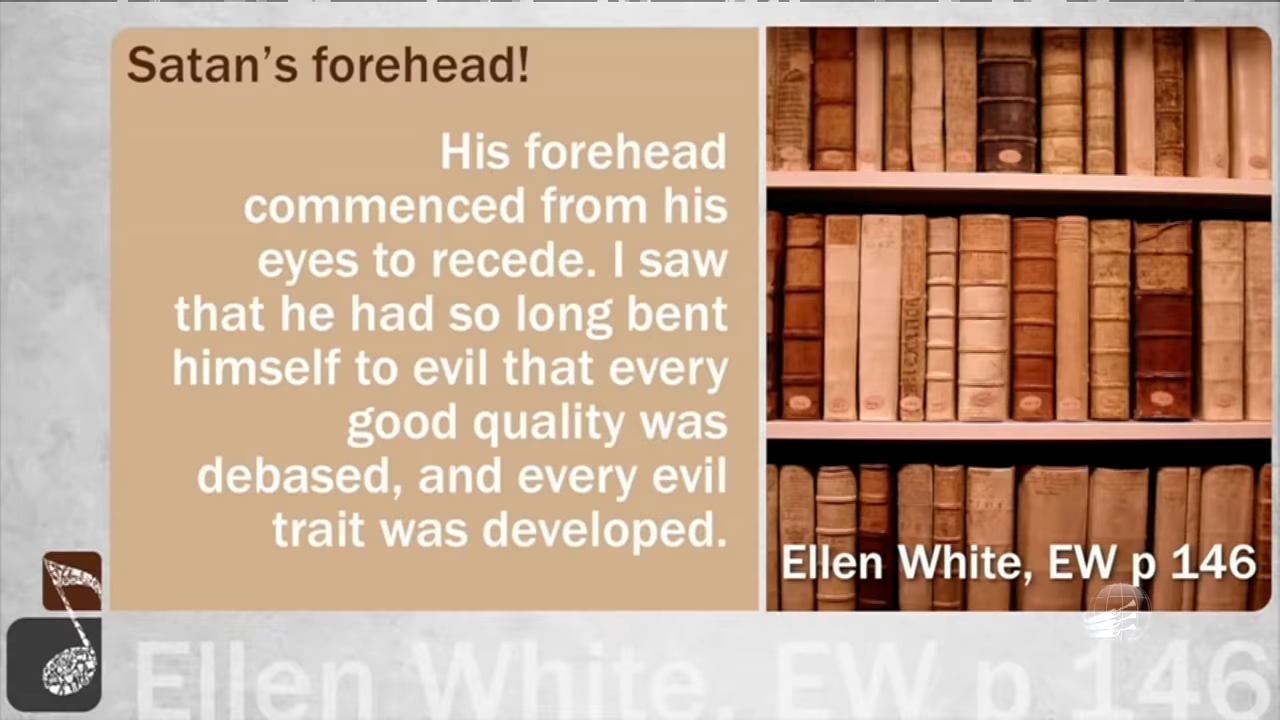 Satan's forehead!
His forehead
commenced from his
eyes to recede. I saw
that he had so long bent
himself to evil that every
good quality was
debased, and every evil
trait was developed.
Ellen White, EW p 146
Ellen White, EW p 146